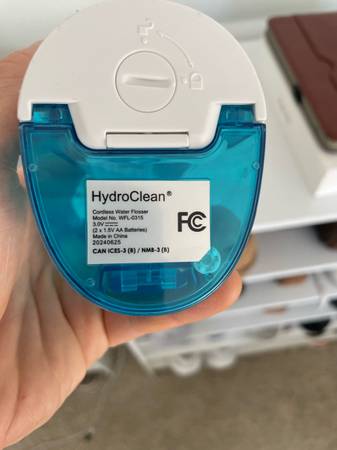 HydroClean®
Cordless Water Flosser
Model No. WFL-0315
3.0V
(2 x 1.5V AA Batteries)
Made in China
20240625
CAN ICES-3 (B) / NMB-3 (B)
FC